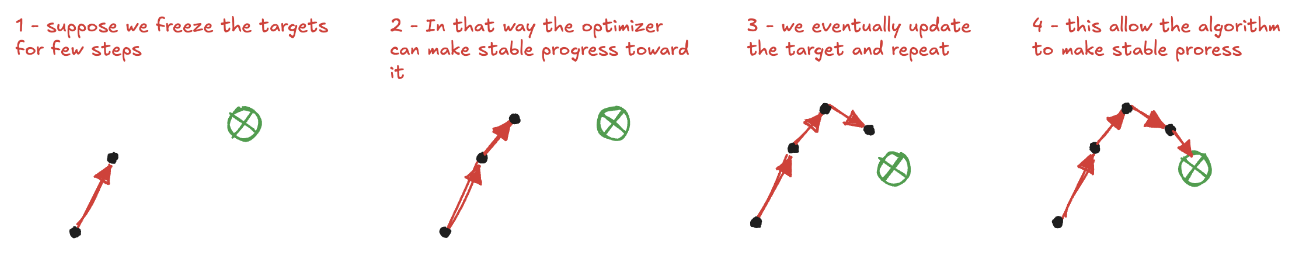 1 - suppose we freeze the targets
for few steps
2 - In that way the optimizer
can make stable progress toward
it
3 - we eventually update
the target and repeat
4 - this allow the algorithm
to make stable proress